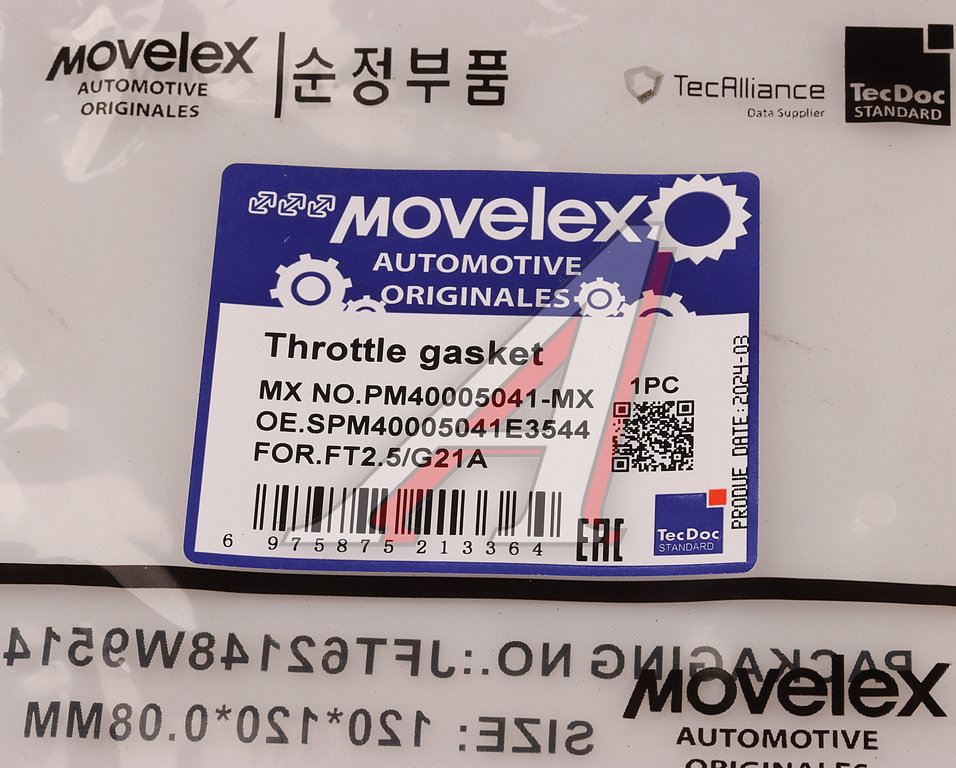 MOVELEX
AUTOMOTIVE
ORIGINALES
순정부품
TecAlliance
Data Supplier
TecDoc
STANDARD
MOVELEX
AUTOMOTIVE
ORIGINALES
Throttle gasket
MX NO.PM40005041-MX
1PC
OE.SPM40005041E3544
FOR.FT2.5/G21A
PRODUE DATE:2024-03
6 975875 213364
EAC
TecDoc
STANDARD
PACKAGING NO.:JFT62148W9514
SIZE: 120*120*0.08MM
MOVELEX
AUTOMOTIVE
ORIGINALES